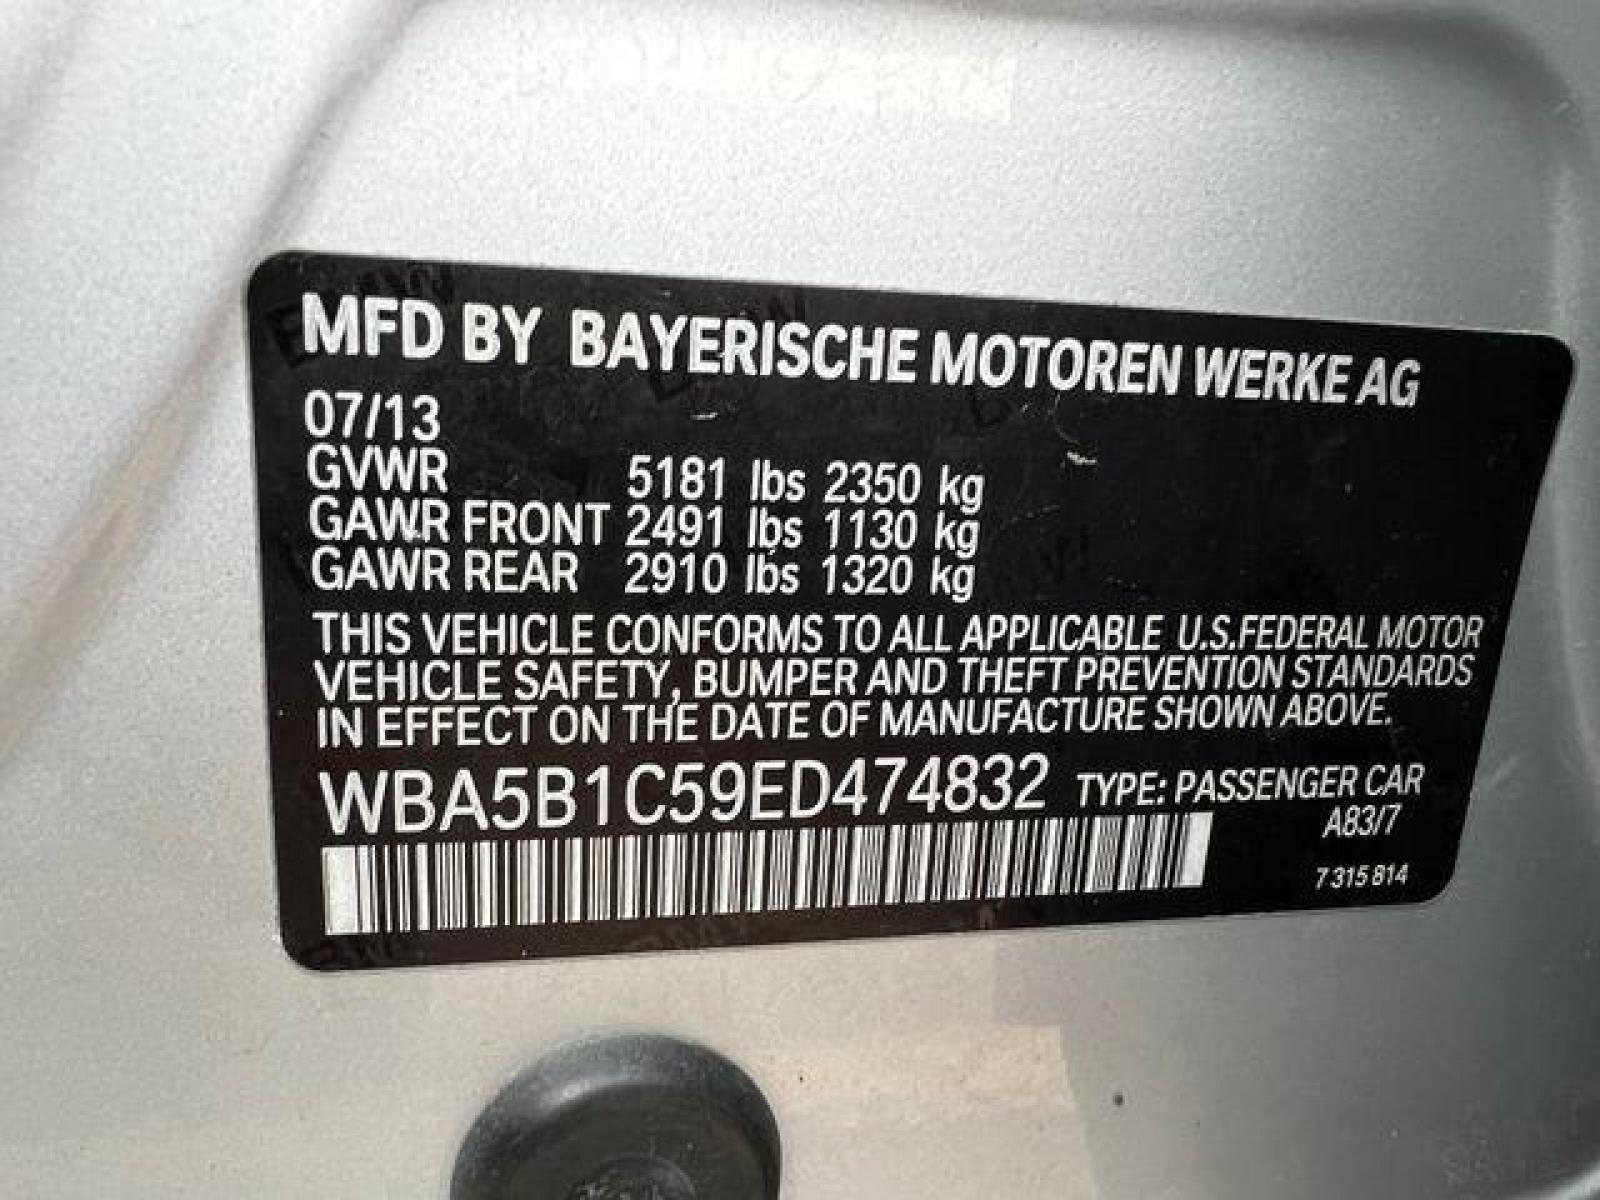 MFD BY BAYERISCHE MOTOREN WERKE AG
07/13
GVWR 5181 lbs 2350 kg
GAWR FRONT 2491 lbs 1130 kg
GAWR REAR 2910 lbs 1320 kg
THIS VEHICLE CONFORMS TO ALL APPLICABLE U.S.FEDERAL MOTOR
VEHICLE SAFETY, BUMPER AND THEFT PREVENTION STANDARDS
IN EFFECT ON THE DATE OF MANUFACTURE SHOWN ABOVE.
WBA5B1C59ED474832 TYPE: PASSENGER CAR
A83/7
7 315 814